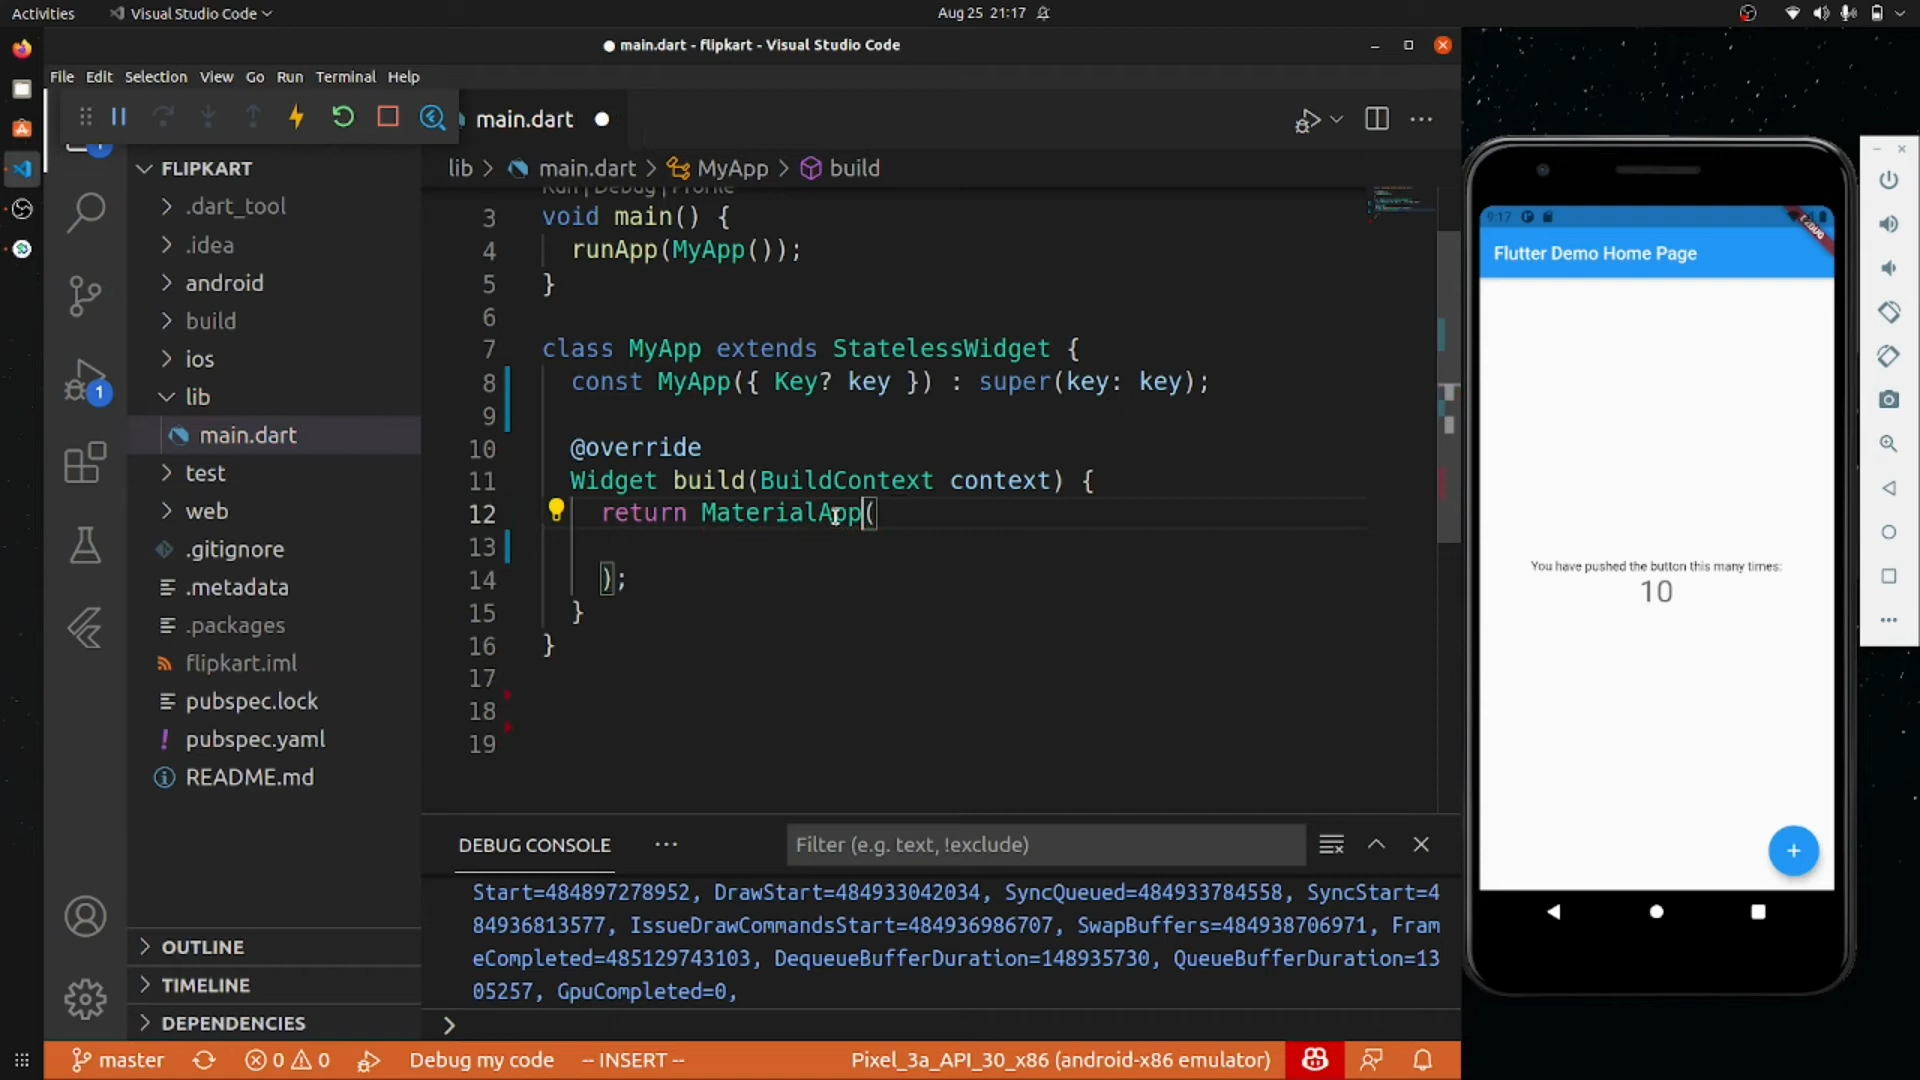 Activities
Visual Studio Code
Aug 25 21:17
main.dart - flipkart - Visual Studio Code
File Edit Selection View Go Run Terminal Help
main.dart
FLIPKART
.dart_tool
.idea
android
build
ios
lib
main.dart
test
web
.gitignore
.metadata
.packages
flipkart.iml
pubspec.lock
pubspec.yaml
README.md
OUTLINE
TIMELINE
DEPENDENCIES
1
lib > main.dart > MyApp > build
Run | Debug | Profile
3 void main() {
4 runApp(MyApp());
5 }
6
7 class MyApp extends StatelessWidget {
8 const MyApp({ Key? key }) : super(key: key);
9
10 @override
11 Widget build(BuildContext context) {
12 return MaterialApp(
13
14 );
15 }
16 }
17
18
19
DEBUG CONSOLE
Filter (e.g. text, !exclude)
Start=484897278952, DrawStart=484933042034, SyncQueued=484933784558, SyncStart=4
84936813577, IssueDrawCommandsStart=484936986707, SwapBuffers=484938706971, Fram
eCompleted=485129743103, DequeueBufferDuration=148935730, QueueBufferDuration=13
05257, GpuCompleted=0,
>
master
0 0
Debug my code
-- INSERT --
Pixel_3a_API_30_x86 (android-x86 emulator)
9:17
DEBUG
Flutter Demo Home Page
You have pushed the button this many times:
10
+